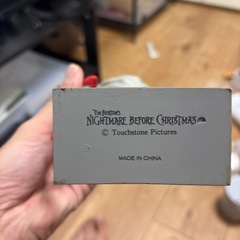 TIM BURTON'S
NIGHTMARE BEFORE CHRISTMAS
© Touchstone Pictures
MADE IN CHINA